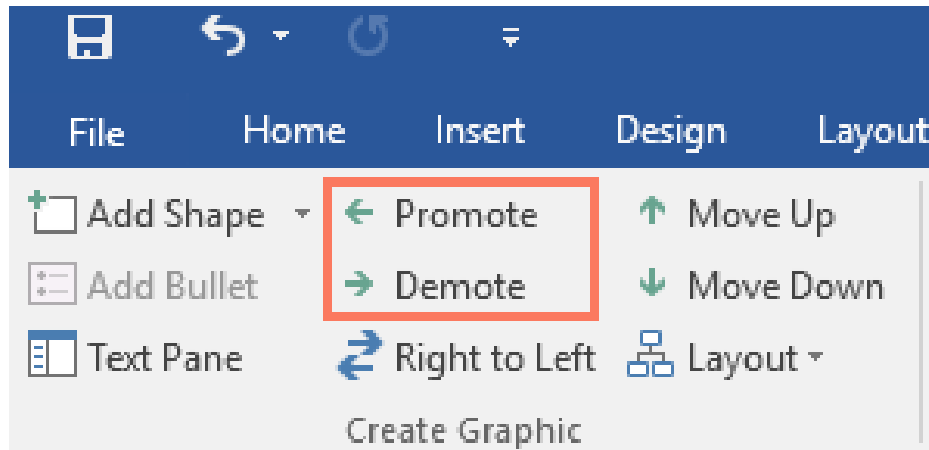 File Home Insert Design Layout
Add Shape Promote Move Up
Add Bullet Demote Move Down
Text Pane Right to Left Layout
Create Graphic